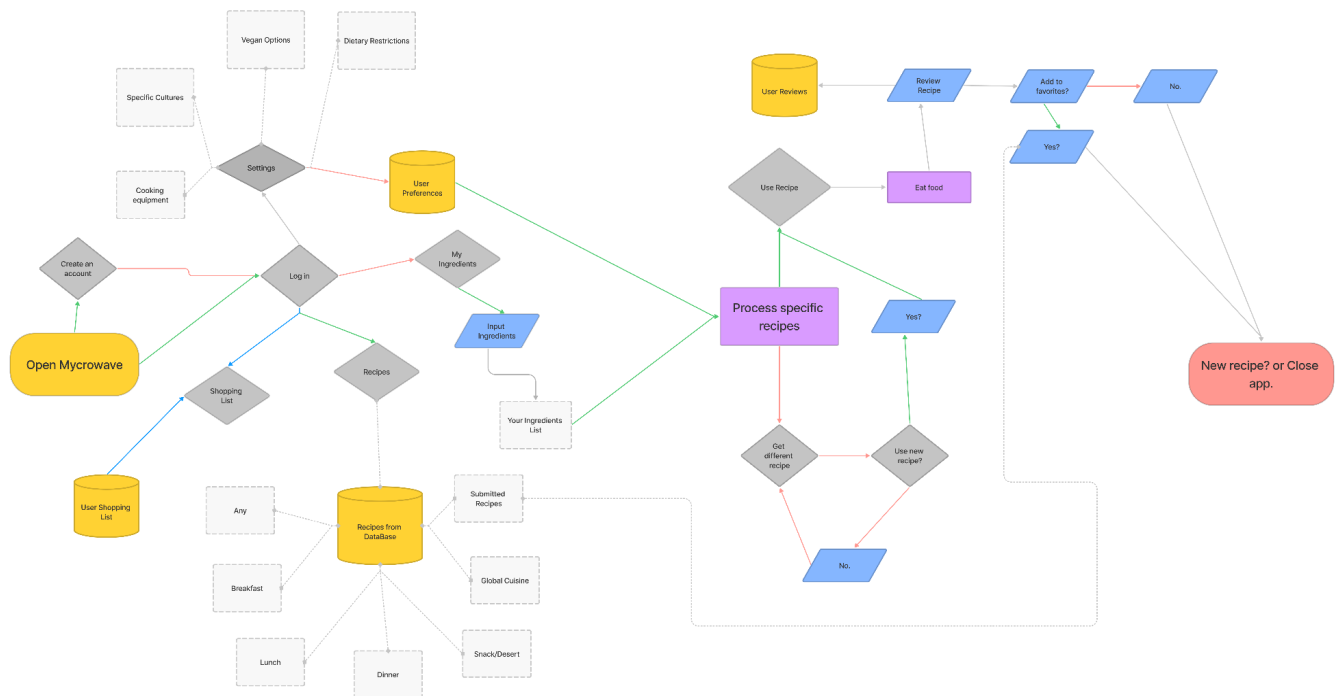 Vegan Options
Dietary Restrictions
Specific Cultures
Settings
Cooking
equipment
User
Preferences
Create an
account
Log in
My
Ingredients
Input
Ingredients
Open Mycrowave
Shopping
List
Recipes
Your Ingredients
List
User Shopping
List
Any
Recipes from
DataBase
Submitted
Recipes
Breakfast
Global Cuisine
Lunch
Dinner
Snack/Desert
User Reviews
Review
Recipe
Add to
favorites?
No.
Yes?
Use Recipe
Eat food
Process specific
recipes
Yes?
Get
different
recipe
Use new
recipe?
No.
New recipe? or Close
app.